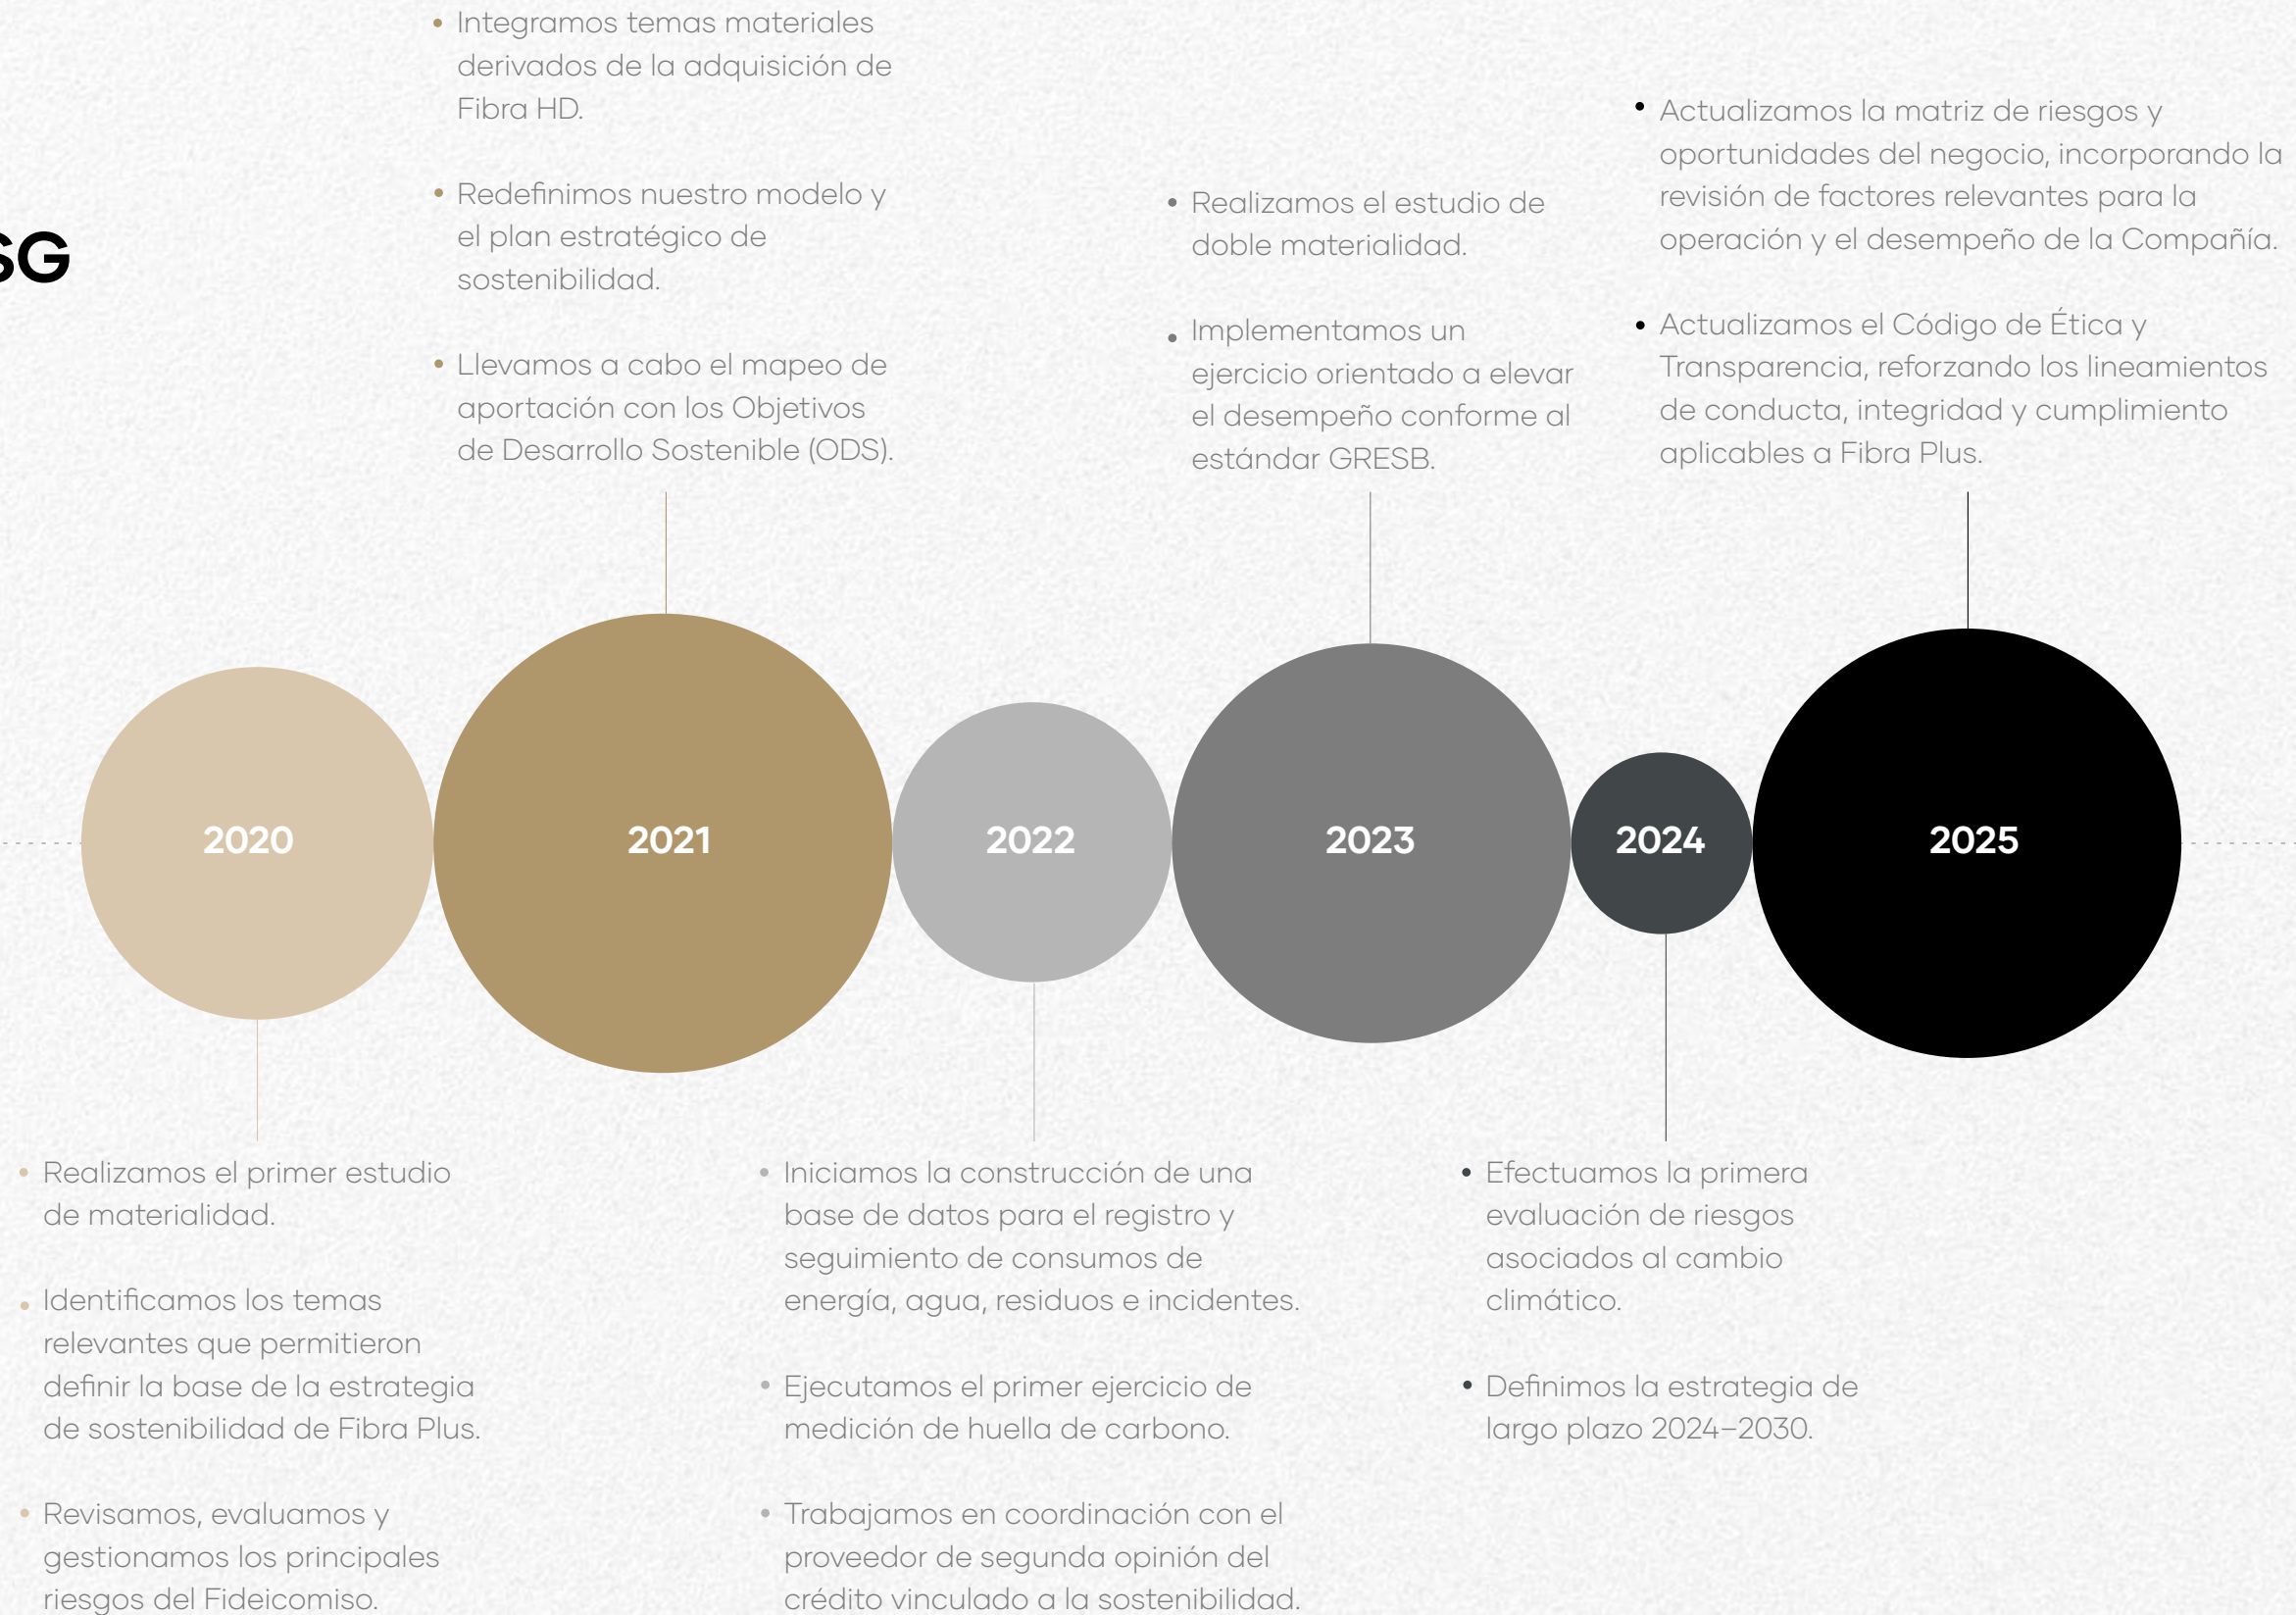 SG
Integramos temas materiales
derivados de la adquisición de
Fibra HD.
Redefinimos nuestro modelo y
el plan estratégico de
sostenibilidad.
Llevamos a cabo el mapeo de
aportación con los Objetivos
de Desarrollo Sostenible (ODS).
Realizamos el estudio de
doble materialidad.
Implementamos un
ejercicio orientado a elevar
el desempeño conforme al
estándar GRESB.
Actualizamos la matriz de riesgos y
oportunidades del negocio, incorporando la
revisión de factores relevantes para la
operación y el desempeño de la Compañía.
Actualizamos el Código de Ética y
Transparencia, reforzando los lineamientos
de conducta, integridad y cumplimiento
aplicables a Fibra Plus.
2020
2021
2022
2023
2024
2025
Realizamos el primer estudio
de materialidad.
Identificamos los temas
relevantes que permitieron
definir la base de la estrategia
de sostenibilidad de Fibra Plus.
Revisamos, evaluamos y
gestionamos los principales
riesgos del Fideicomiso.
Iniciamos la construcción de una
base de datos para el registro y
seguimiento de consumos de
energía, agua, residuos e incidentes.
Ejecutamos el primer ejercicio de
medición de huella de carbono.
Trabajamos en coordinación con el
proveedor de segunda opinión del
crédito vinculado a la sostenibilidad.
Efectuamos la primera
evaluación de riesgos
asociados al cambio
climático.
Definimos la estrategia de
largo plazo 2024–2030.